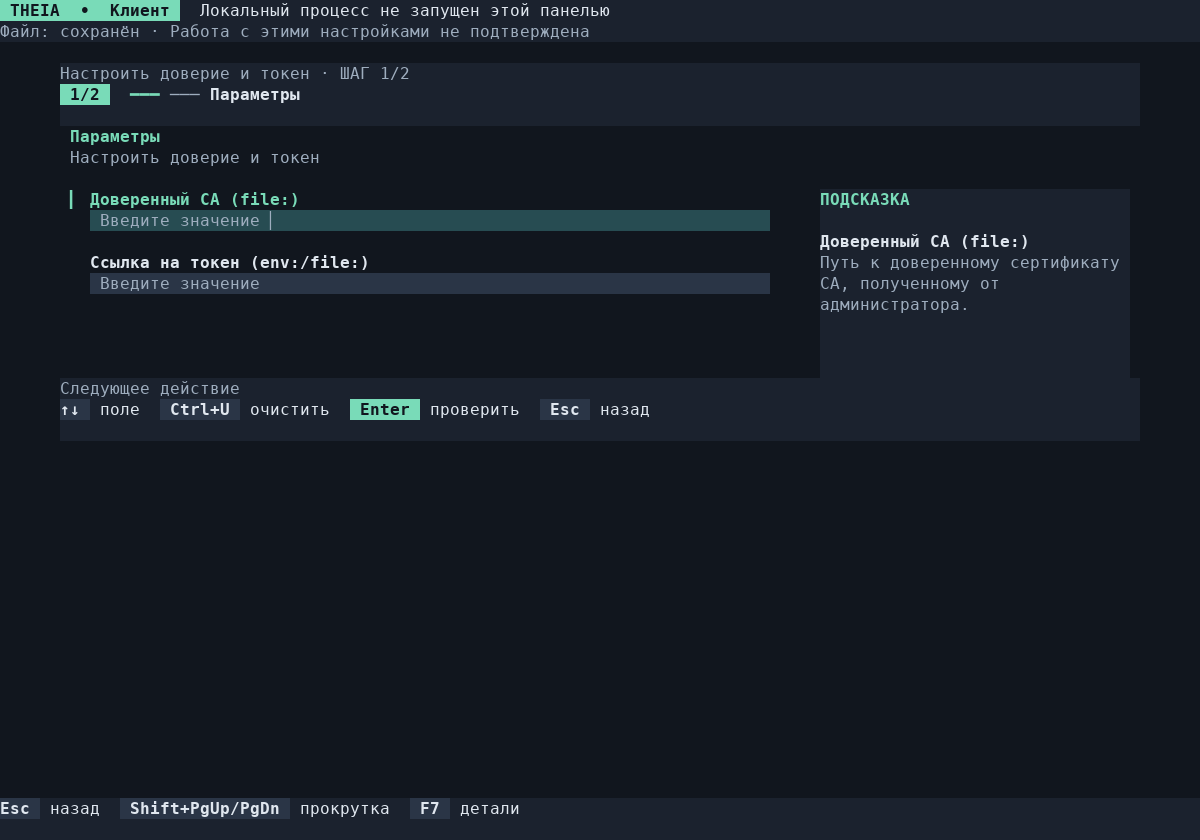 THEIA • Клиент Локальный процесс не запущен этой панелью
Файл: сохранён · Работа с этими настройками не подтверждена
Настроить доверие и токен · ШАГ 1/2
1/2 ━━━ ─── Параметры
Параметры
Настроить доверие и токен
Доверенный CA (file:)
Введите значение
Ссылка на токен (env:/file:)
Введите значение
ПОДСКАЗКА
Доверенный CA (file:)
Путь к доверенному сертификату
CA, полученному от
администратора.
Следующее действие
↑↓ поле Ctrl+U очистить Enter проверить Esc назад
Esc назад Shift+PgUp/PgDn прокрутка F7 детали